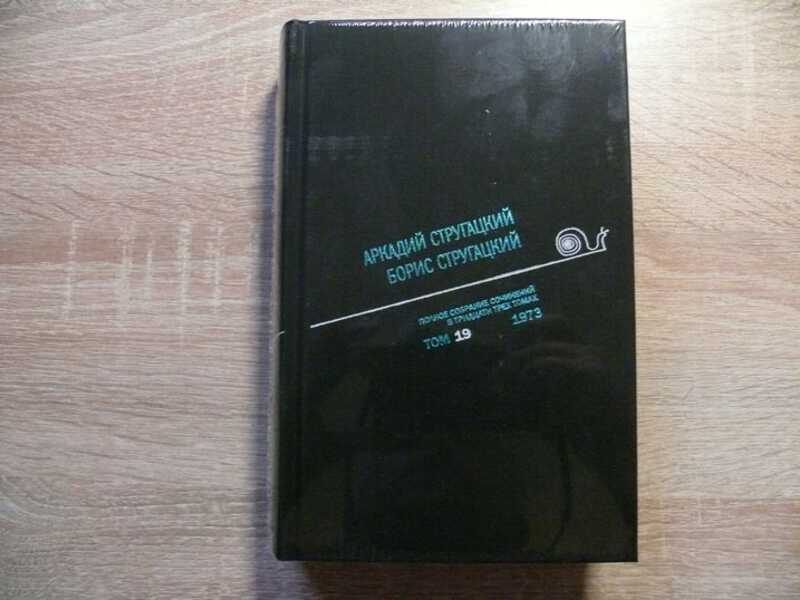 АРКАДИЙ СТРУГАЦКИЙ
БОРИС СТРУГАЦКИЙ
ПОЛНОЕ СОБРАНИЕ СОЧИНЕНИЙ
В ТРИДЦАТИ ТРЕХ ТОМАХ
ТОМ 19 1973